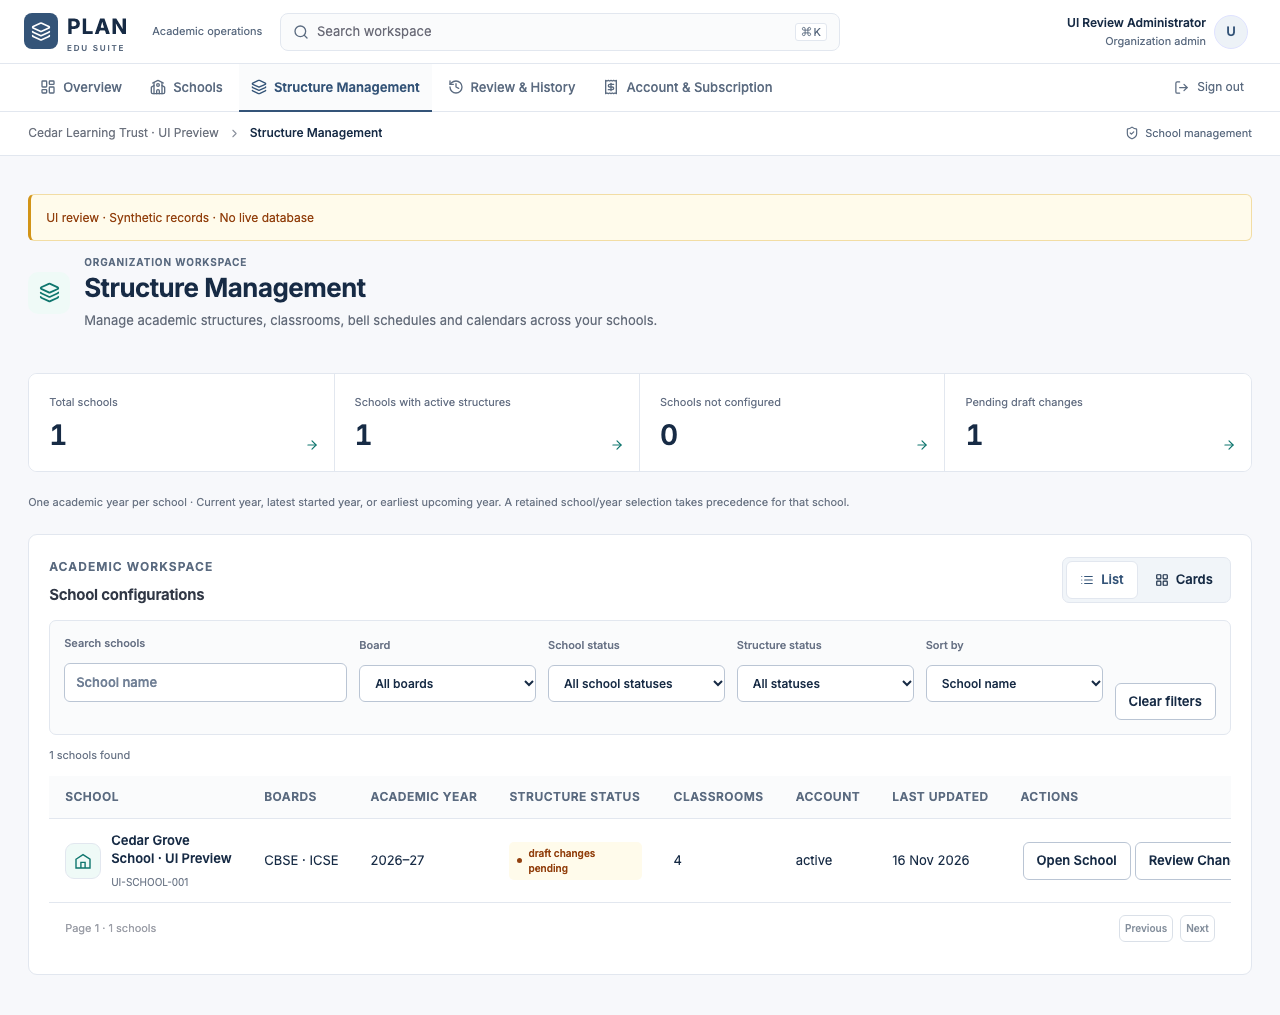 PLAN
EDU SUITE
Academic operations
Search workspace
⌘ K
UI Review Administrator
Organization admin
U
Overview
Schools
Structure Management
Review & History
Account & Subscription
Sign out
Cedar Learning Trust · UI Preview
Structure Management
School management
UI review · Synthetic records · No live database
ORGANIZATION WORKSPACE
Structure Management
Manage academic structures, classrooms, bell schedules and calendars across your schools.
Total schools
1
Schools with active structures
1
Schools not configured
0
Pending draft changes
1
One academic year per school · Current year, latest started year, or earliest upcoming year. A retained school/year selection takes precedence for that school.
ACADEMIC WORKSPACE
School configurations
List
Cards
Search schools
School name
Board
All boards
School status
All school statuses
Structure status
All statuses
Sort by
School name
Clear filters
1 schools found
SCHOOL BOARDS ACADEMIC YEAR STRUCTURE STATUS CLASSROOMS ACCOUNT LAST UPDATED ACTIONS
Cedar Grove
School · UI Preview
UI-SCHOOL-001
CBSE · ICSE
2026–27
draft changes
pending
4
active
16 Nov 2026
Open School
Review Chan
Page 1 · 1 schools
Previous
Next